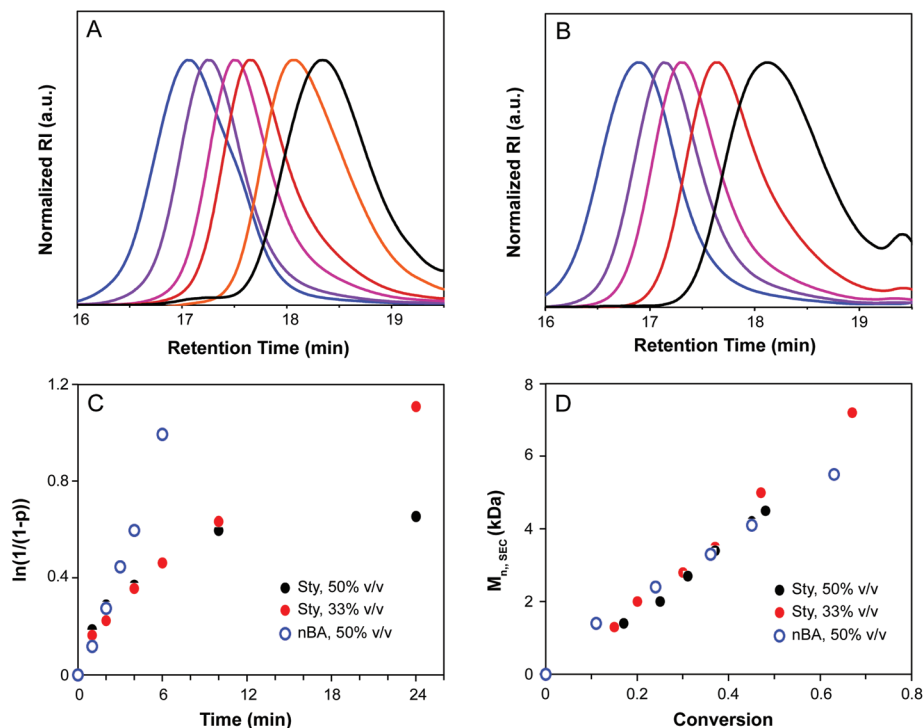 A
Normalized RI (a.u.)
16
17
18
19
Retention Time (min)
B
Normalized RI (a.u.)
16
17
18
19
Retention Time (min)
C
ln(1/(1-p))
1.2
0.8
0.4
0
Sty, 50% v/v
Sty, 33% v/v
nBA, 50% v/v
0
6
12
18
24
Time (min)
D
Mn,, SEC (kDa)
8
6
4
2
0
Sty, 50% v/v
Sty, 33% v/v
nBA, 50% v/v
0
0.2
0.4
0.6
0.8
Conversion